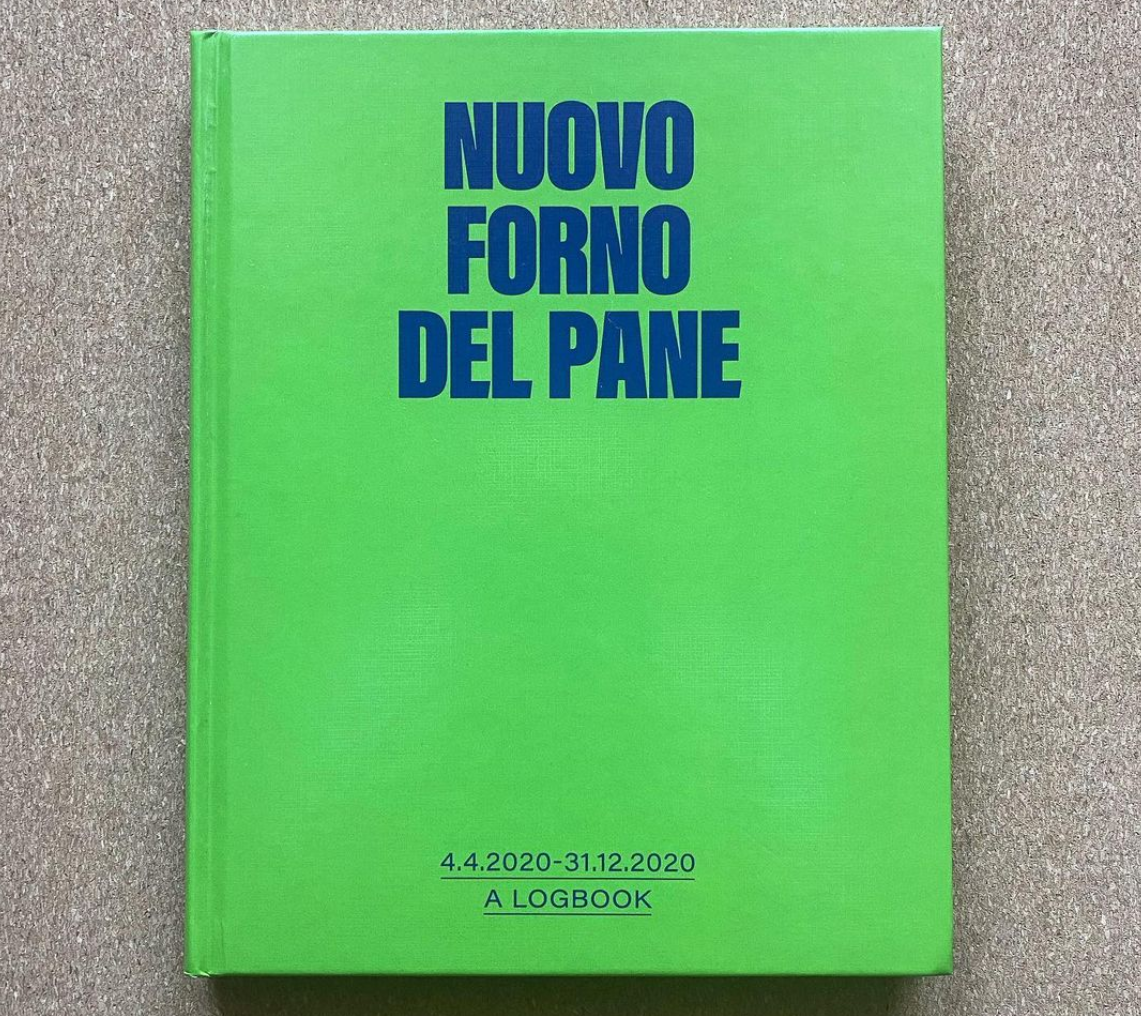 NUOVO
FORNO
DEL PANE
4.4.2020-31.12.2020
A LOGBOOK